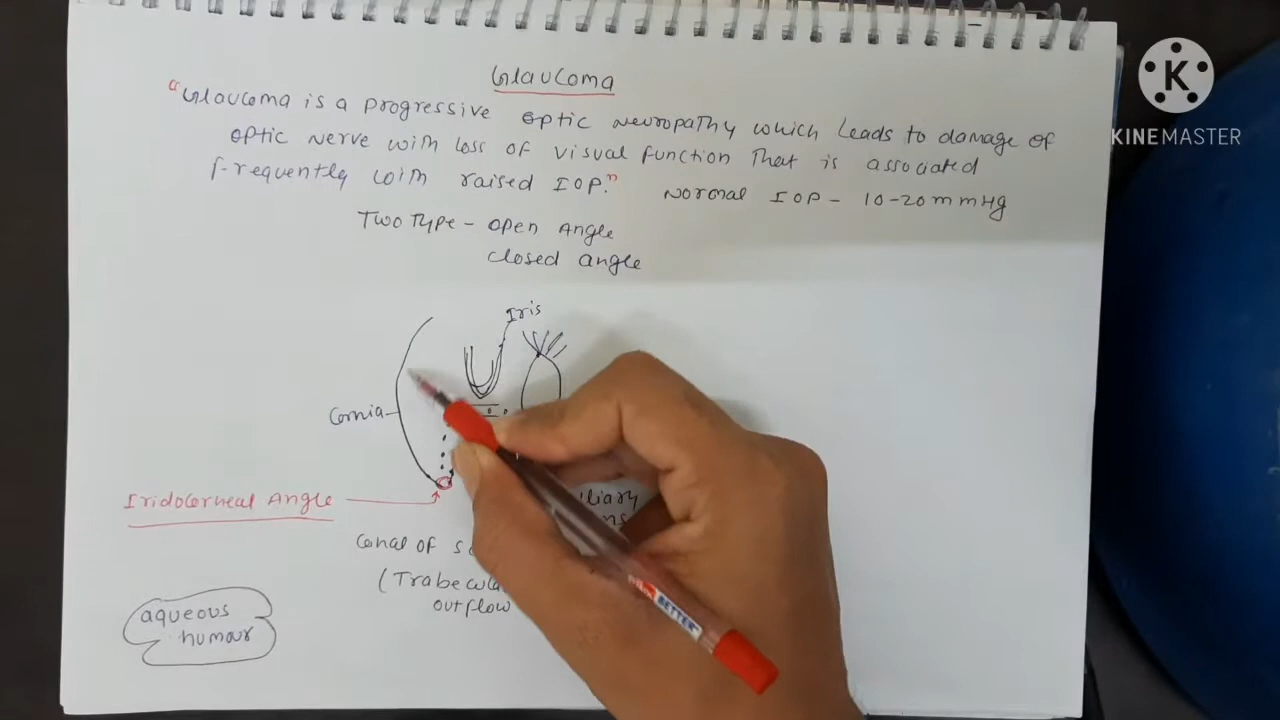 Glaucoma
"Glaucoma is a progressive optic neuropathy which leads to damage of
optic nerve with loss of visual function that is associated
frequently with raised IOP."
Normal IOP - 10-20 mmHg
Two Type - open Angle
closed angle
Iris
Cornia
Iridocorneal Angle
Canal of
(Trabecula
outflow
aqueous
humour
K
KINEMASTER
BETTER